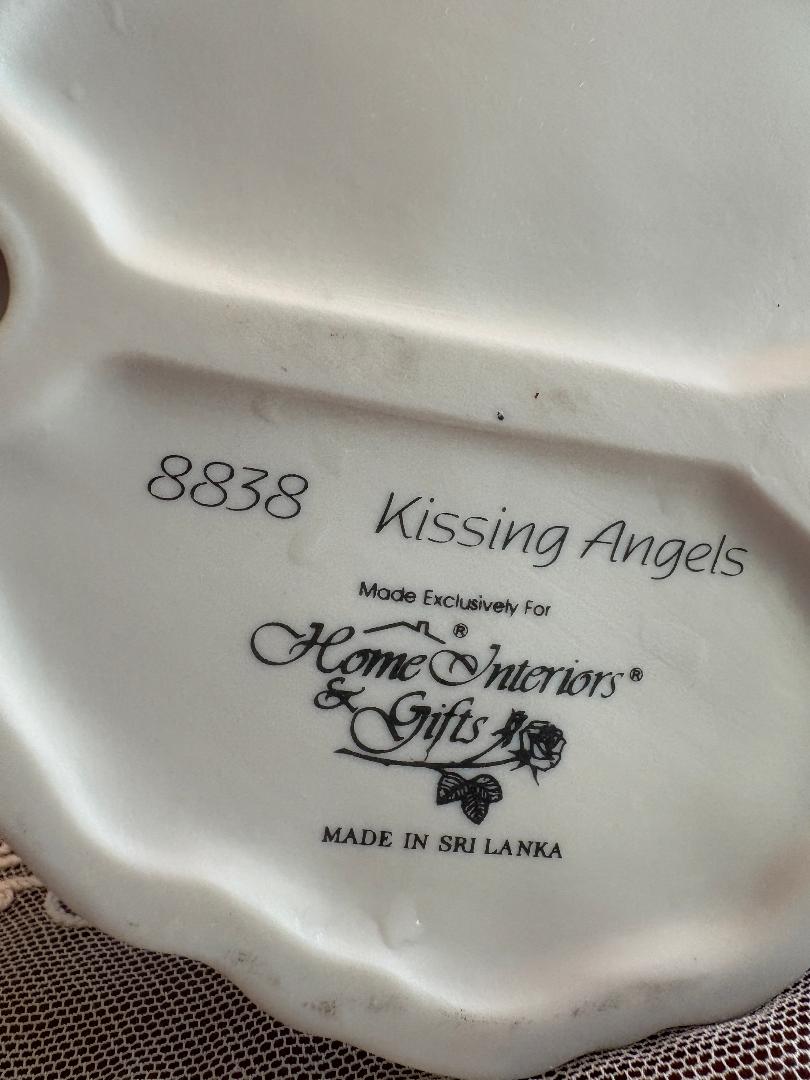 8838 Kissing Angels
Made Exclusively For
Home Interiors®
& Gifts
MADE IN SRI LANKA